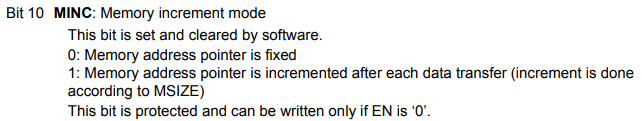 Bit 10 MINC: Memory increment mode
This bit is set and cleared by software.
0: Memory address pointer is fixed
1: Memory address pointer is incremented after each data transfer (increment is done
according to MSIZE)
This bit is protected and can be written only if EN is ‘0’.